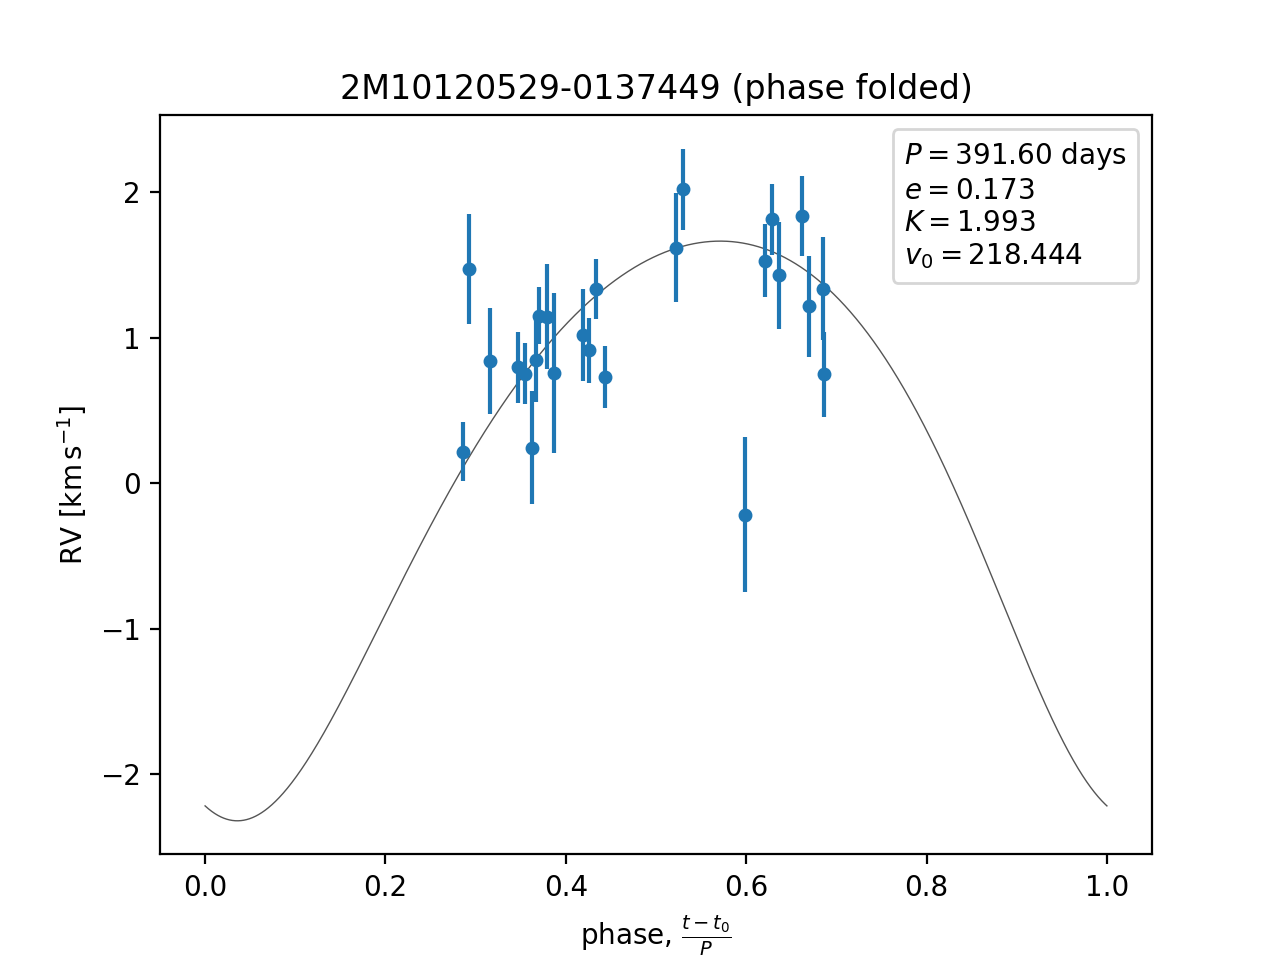 2M10120529-0137449 (phase folded)
P = 391.60 days
e = 0.173
K = 1.993
v₀ = 218.444
2
1
0
−1
−2
RV [km s⁻¹]
0.0 0.2 0.4 0.6 0.8 1.0
phase, (t − t₀)/P